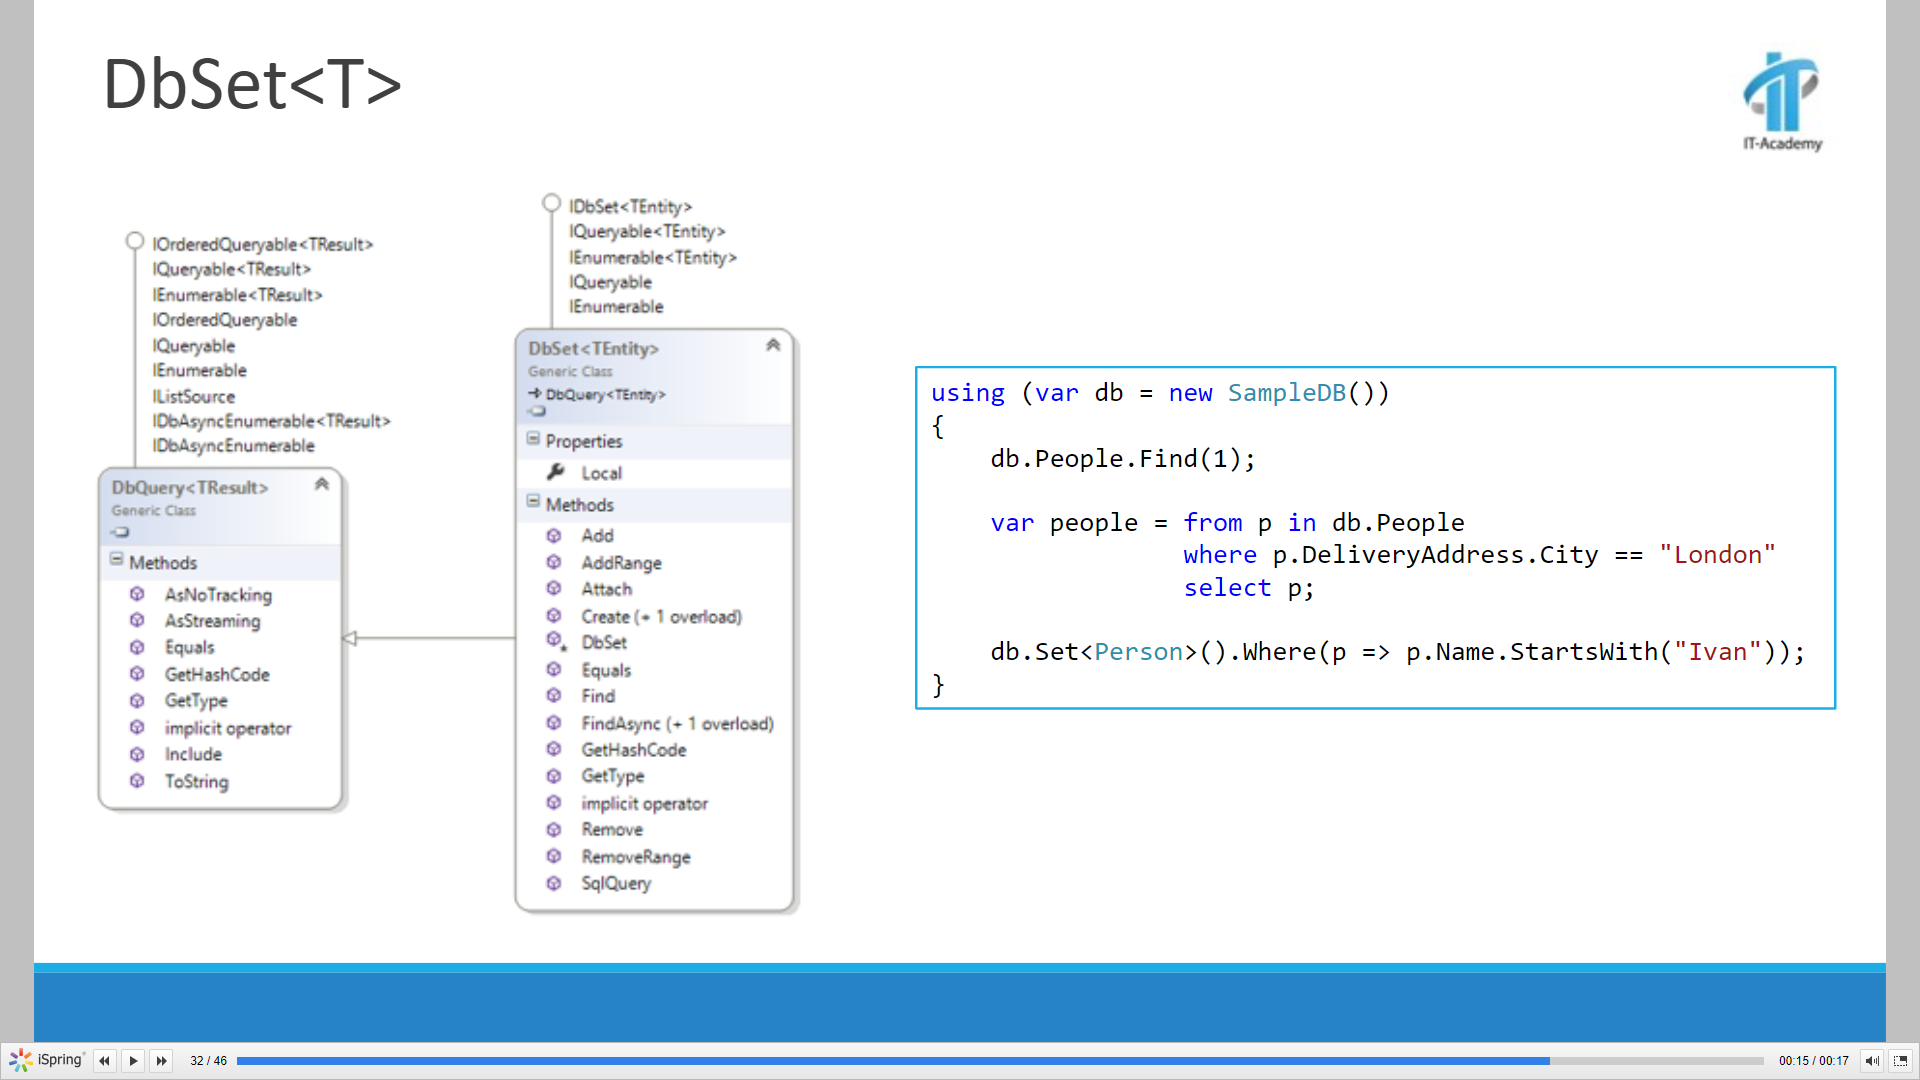 DbSet<T>
IT-Academy
IOrderedQueryable<TResult>
IQueryable<TResult>
IEnumerable<TResult>
IOrderedQueryable
IQueryable
IEnumerable
IListSource
IDbAsyncEnumerable<TResult>
IDbAsyncEnumerable
DbQuery<TResult>
Generic Class
Methods
AsNoTracking
AsStreaming
Equals
GetHashCode
GetType
implicit operator
Include
ToString
IDbSet<TEntity>
IQueryable<TEntity>
IEnumerable<TEntity>
IQueryable
IEnumerable
DbSet<TEntity>
Generic Class
DbQuery<TEntity>
Properties
Local
Methods
Add
AddRange
Attach
Create (+ 1 overload)
DbSet
Equals
Find
FindAsync (+ 1 overload)
GetHashCode
GetType
implicit operator
Remove
RemoveRange
SqlQuery
using (var db = new SampleDB())
{
    db.People.Find(1);
    var people = from p in db.People
                 where p.DeliveryAddress.City == "London"
                 select p;
    db.Set<Person>().Where(p => p.Name.StartsWith("Ivan"));
}
iSpring
32 / 46
00:15 / 00:17